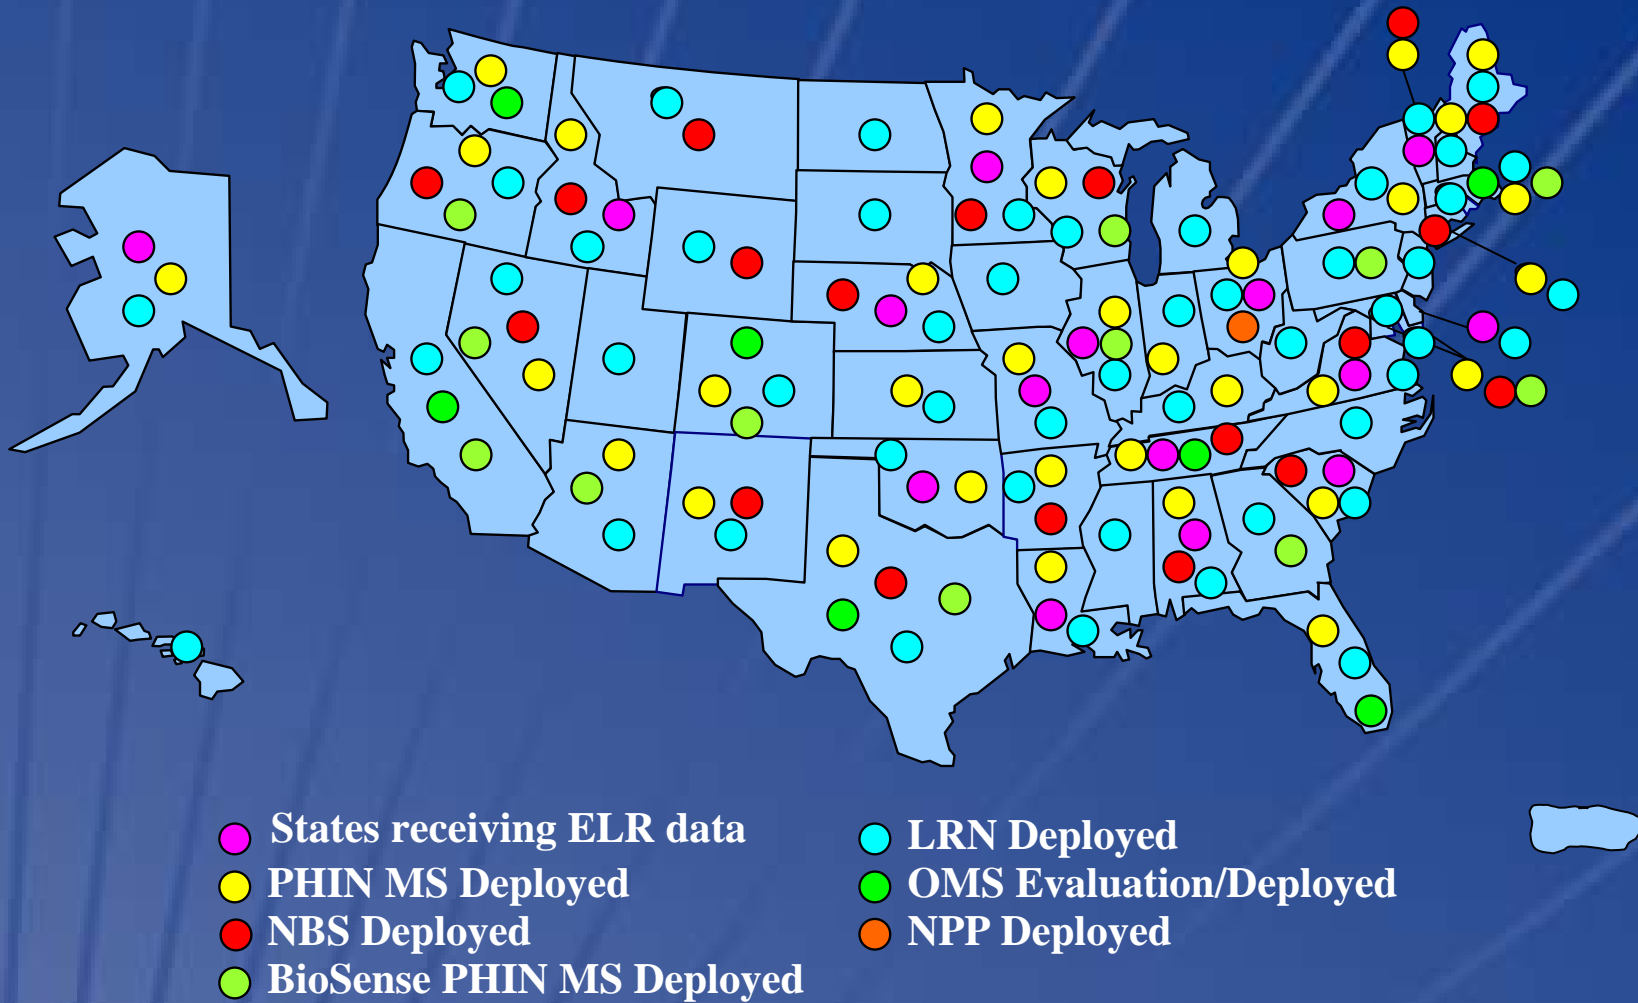 States receiving ELR data
PHIN MS Deployed
NBS Deployed
BioSense PHIN MS Deployed
LRN Deployed
OMS Evaluation/Deployed
NPP Deployed